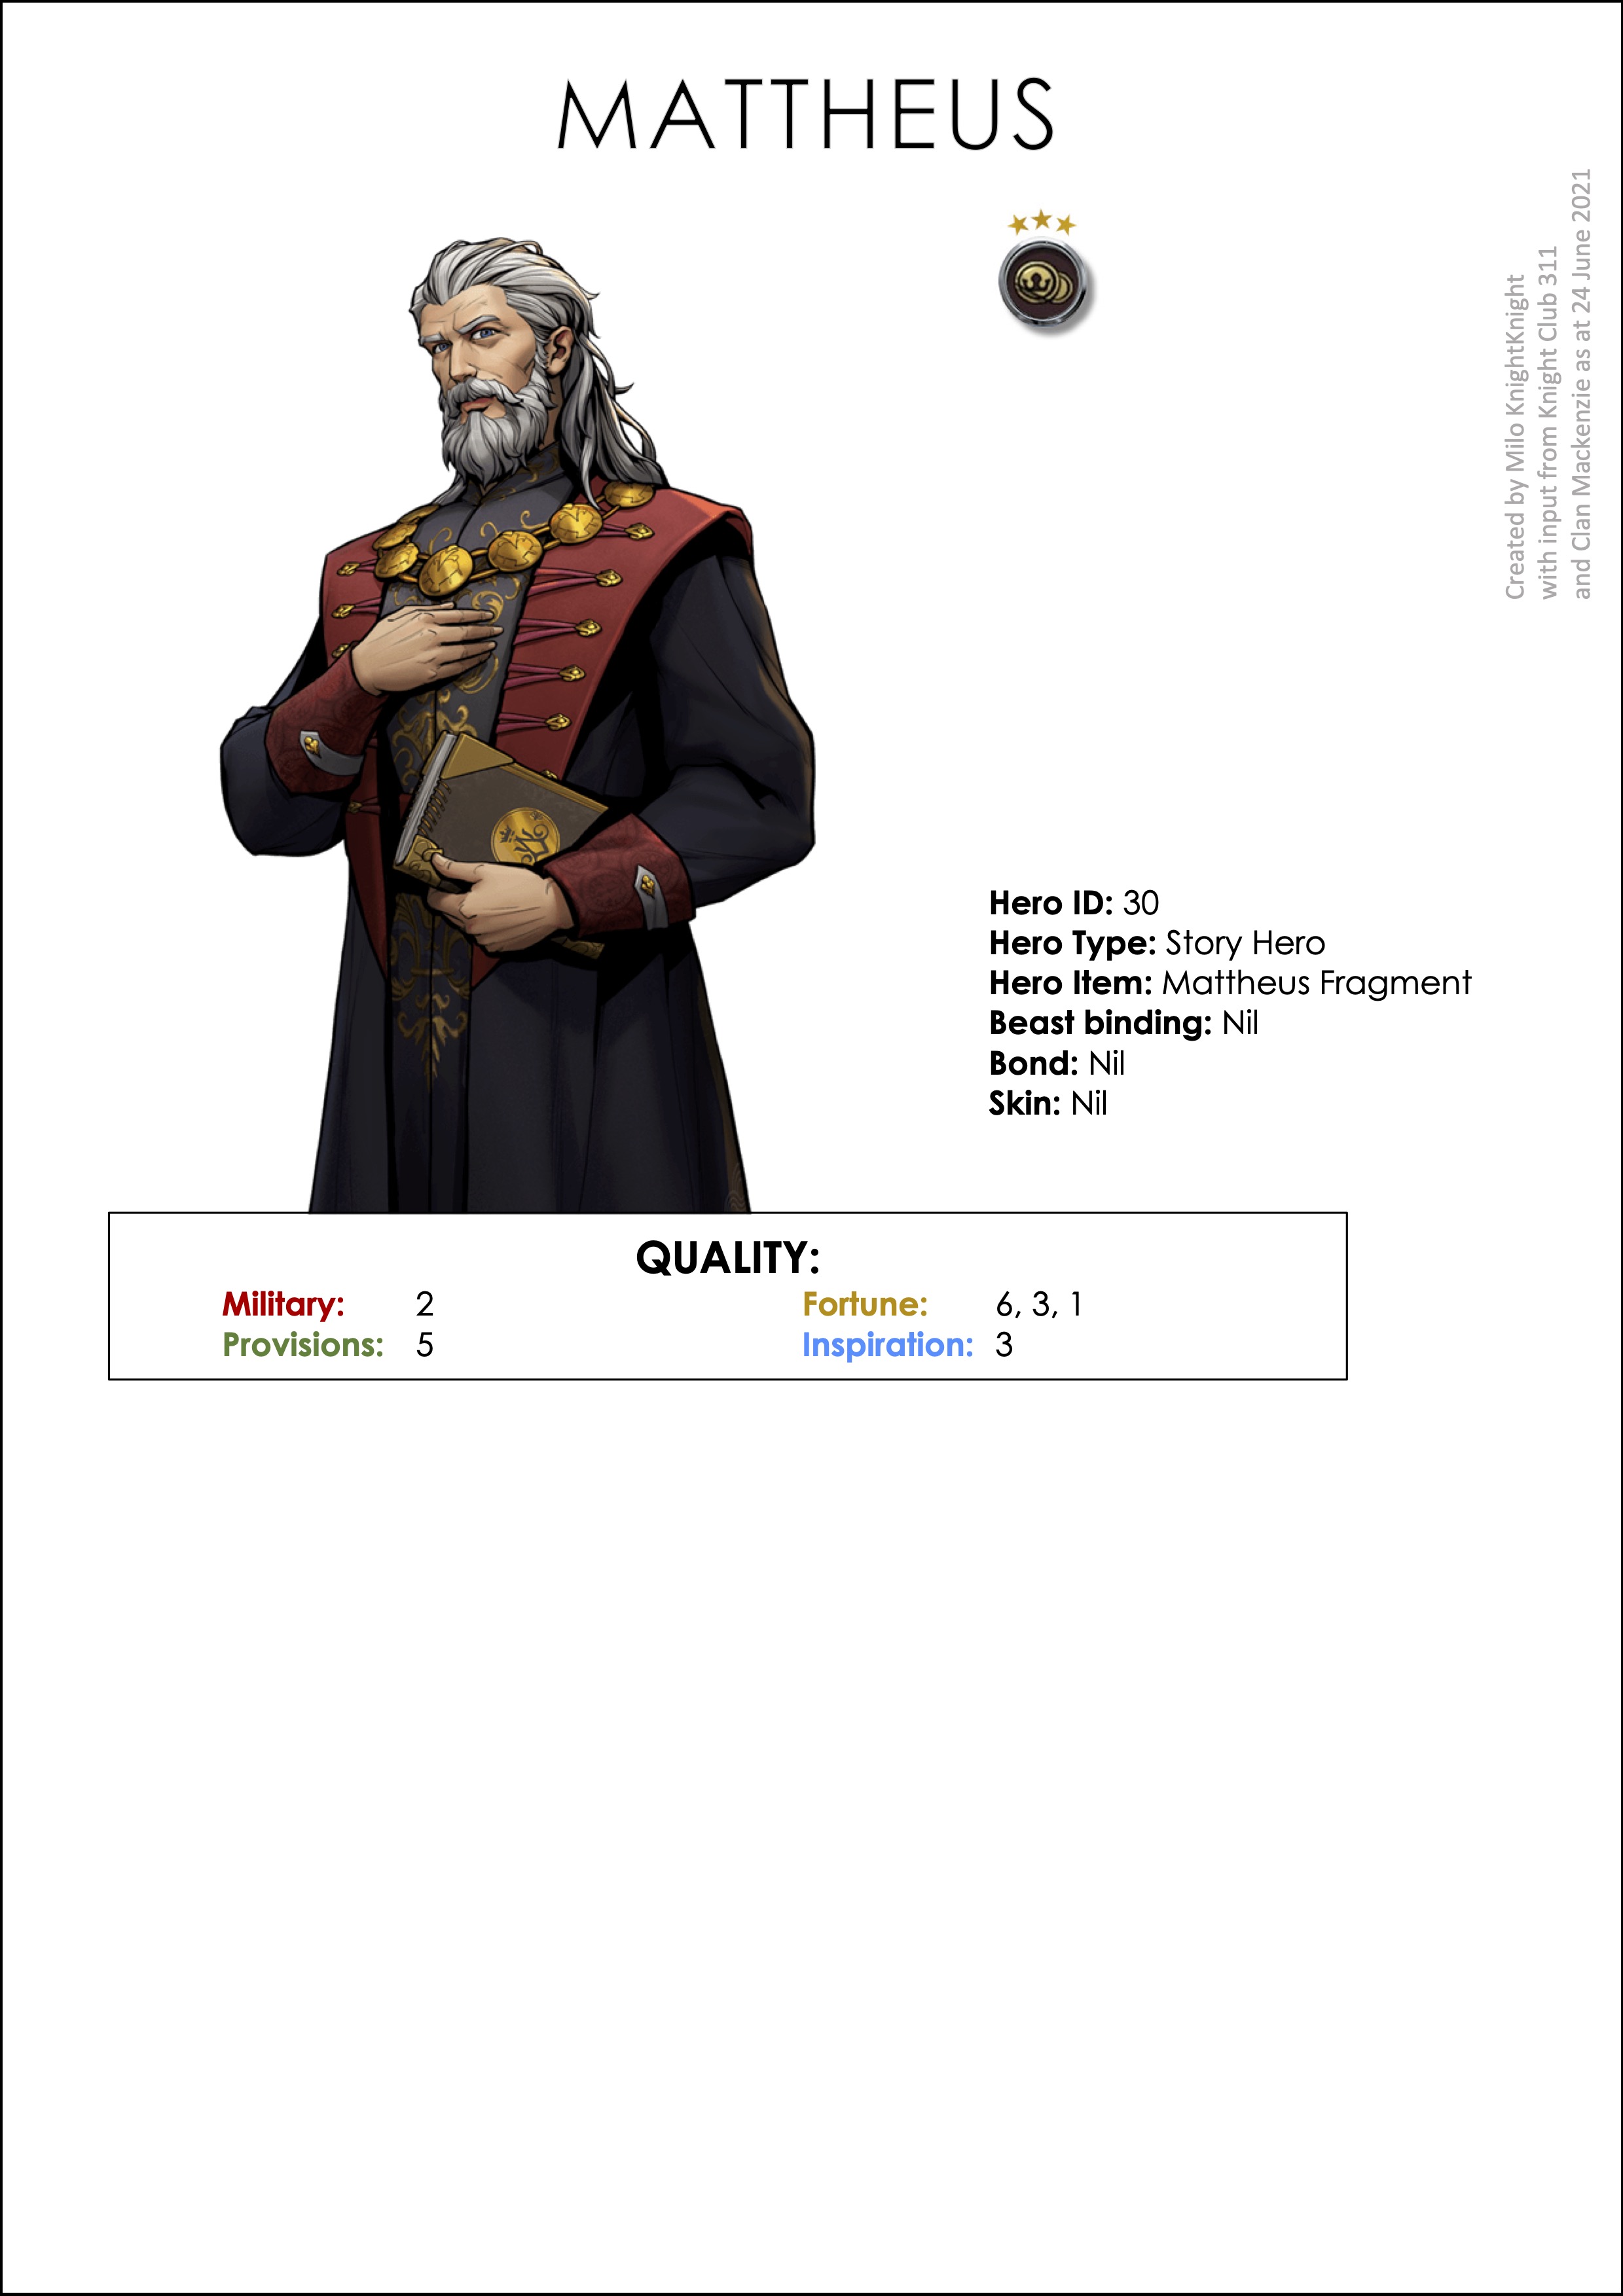 MATTHEUS
Created by Milo KnightKnight
with input from Knight Club 311
and Clan Mackenzie as at 24 June 2021
Hero ID: 30
Hero Type: Story Hero
Hero Item: Mattheus Fragment
Beast binding: Nil
Bond: Nil
Skin: Nil
QUALITY:
Military: 2 Fortune: 6, 3, 1
Provisions: 5 Inspiration: 3